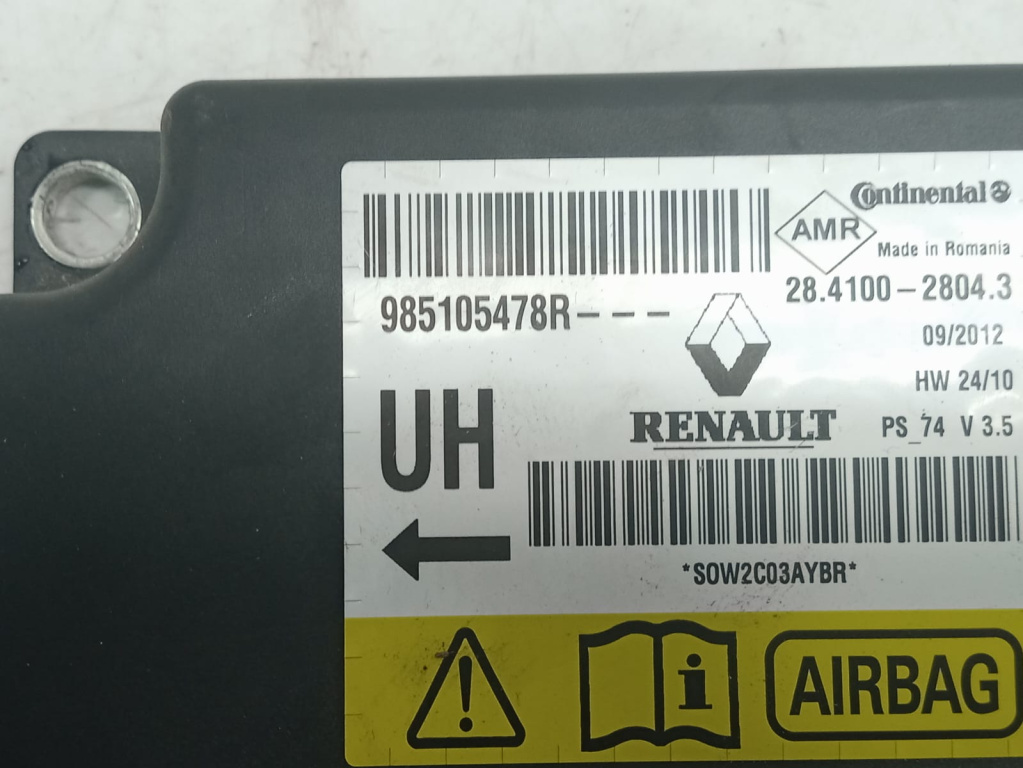 Continental
AMR
Made in Romania
28.4100-2804.3
985105478R---
09/2012
HW 24/10
UH
RENAULT
PS_74 V 3.5
*S0W2C03AYBR*
i
AIRBAG